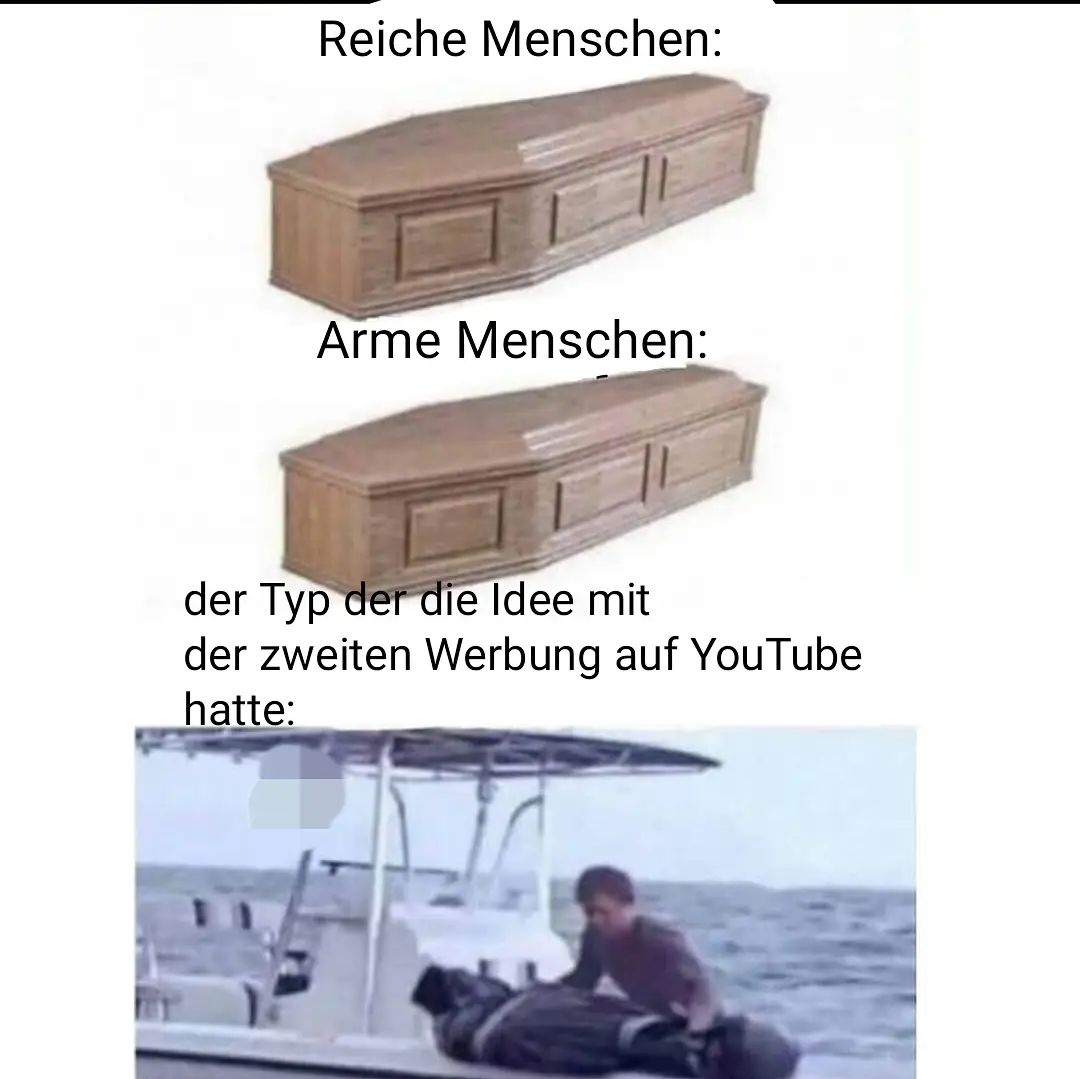 Reiche Menschen:
Arme Menschen:
der Typ der die Idee mit
der zweiten Werbung auf YouTube
hatte: